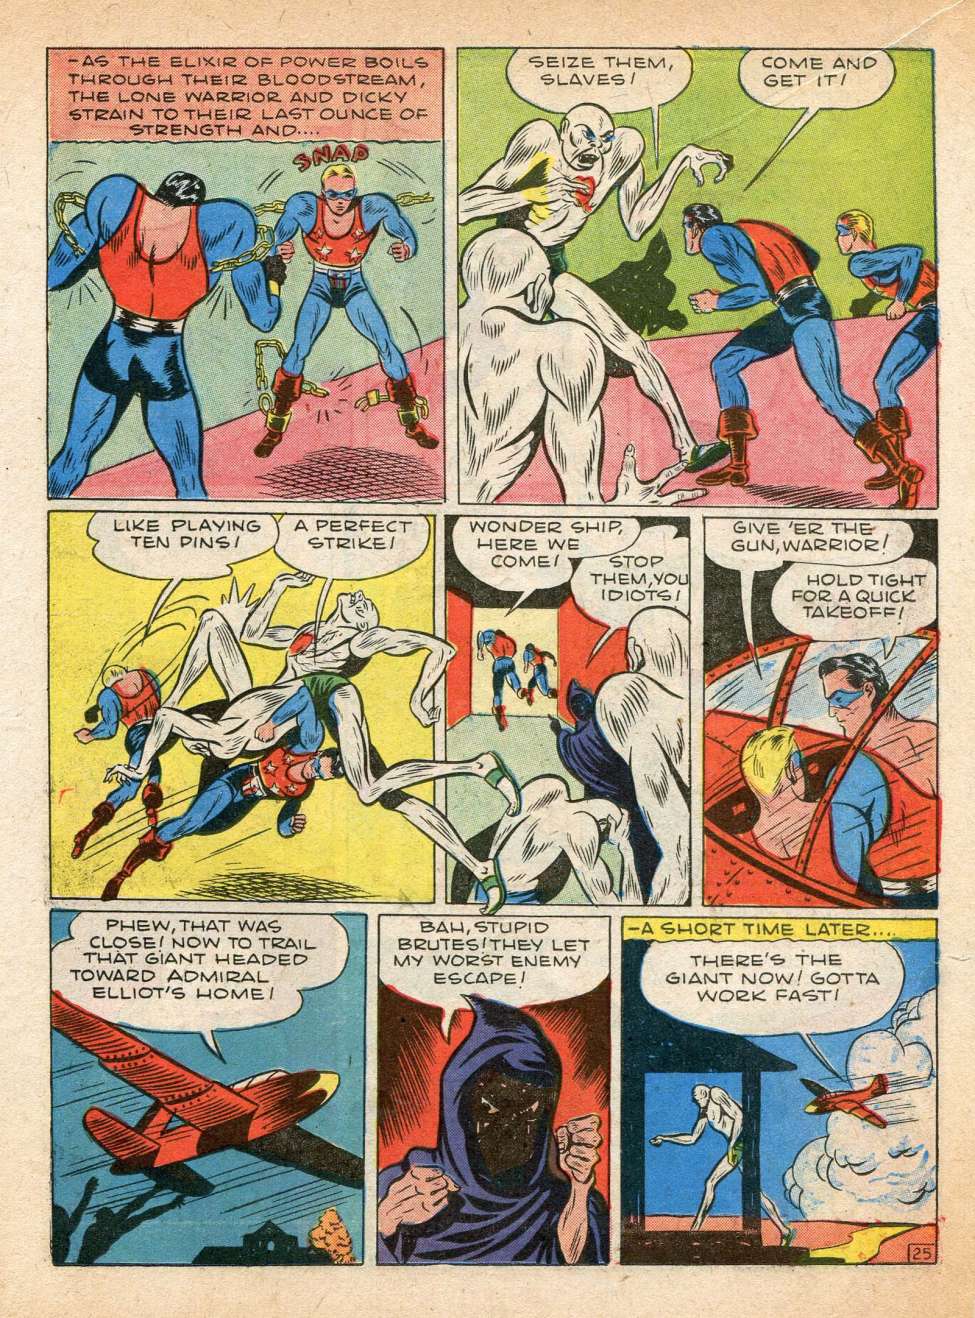 -AS THE ELIXIR OF POWER BOILS
THROUGH THEIR BLOODSTREAM,
THE LONE WARRIOR AND DICKY
STRAIN TO THEIR LAST OUNCE OF
STRENGTH AND....
SNAP
SEIZE THEM,
SLAVES!
COME AND
GET IT!
LIKE PLAYING
TEN PINS!
A PERFECT
STRIKE!
WONDER SHIP,
HERE WE
COME!
STOP
THEM, YOU
IDIOTS!
GIVE 'ER THE
GUN, WARRIOR!
HOLD TIGHT
FOR A QUICK
TAKEOFF!
PHEW, THAT WAS
CLOSE! NOW TO TRAIL
THAT GIANT HEADED
TOWARD ADMIRAL
ELLIOT'S HOME!
BAH, STUPID
BRUTES! THEY LET
MY WORST ENEMY
ESCAPE!
-A SHORT TIME LATER....
THERE'S THE
GIANT NOW! GOTTA
WORK FAST!
25